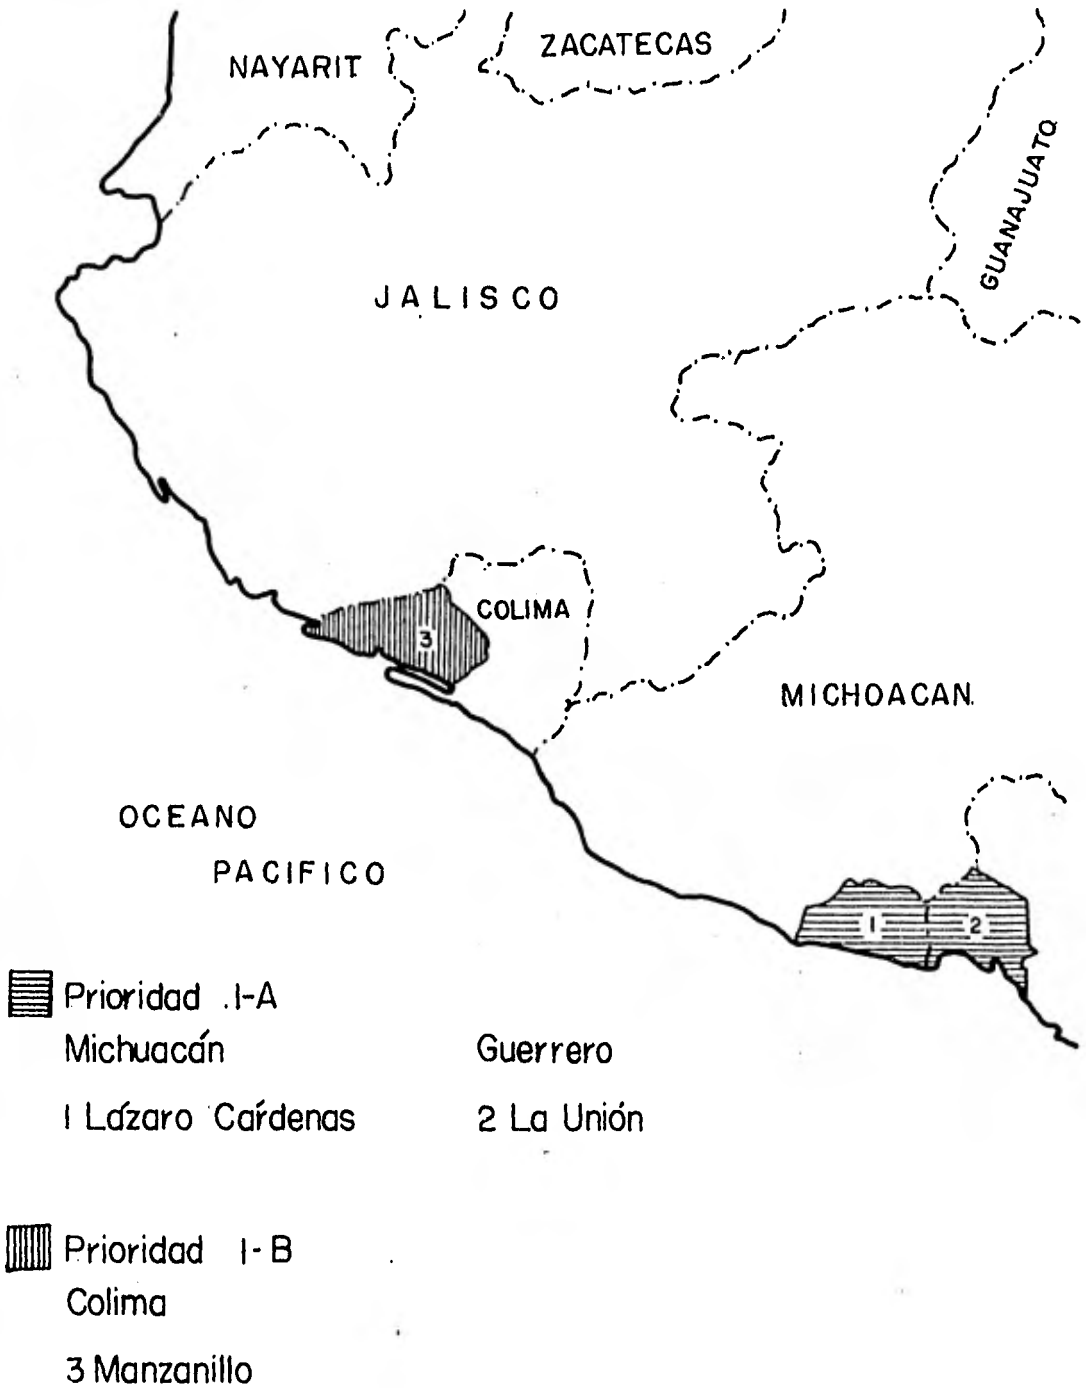 NAYARIT.
ZACATECAS
GUANAJUATO
JALISCO
COLIMA
3
MICHOACAN.
OCEANO
PACIFICO
1
2
Prioridad .1-A
Michuacán
Guerrero
1 Lázaro Cárdenas
2 La Unión
Prioridad 1-B
Colima
3 Manzanillo